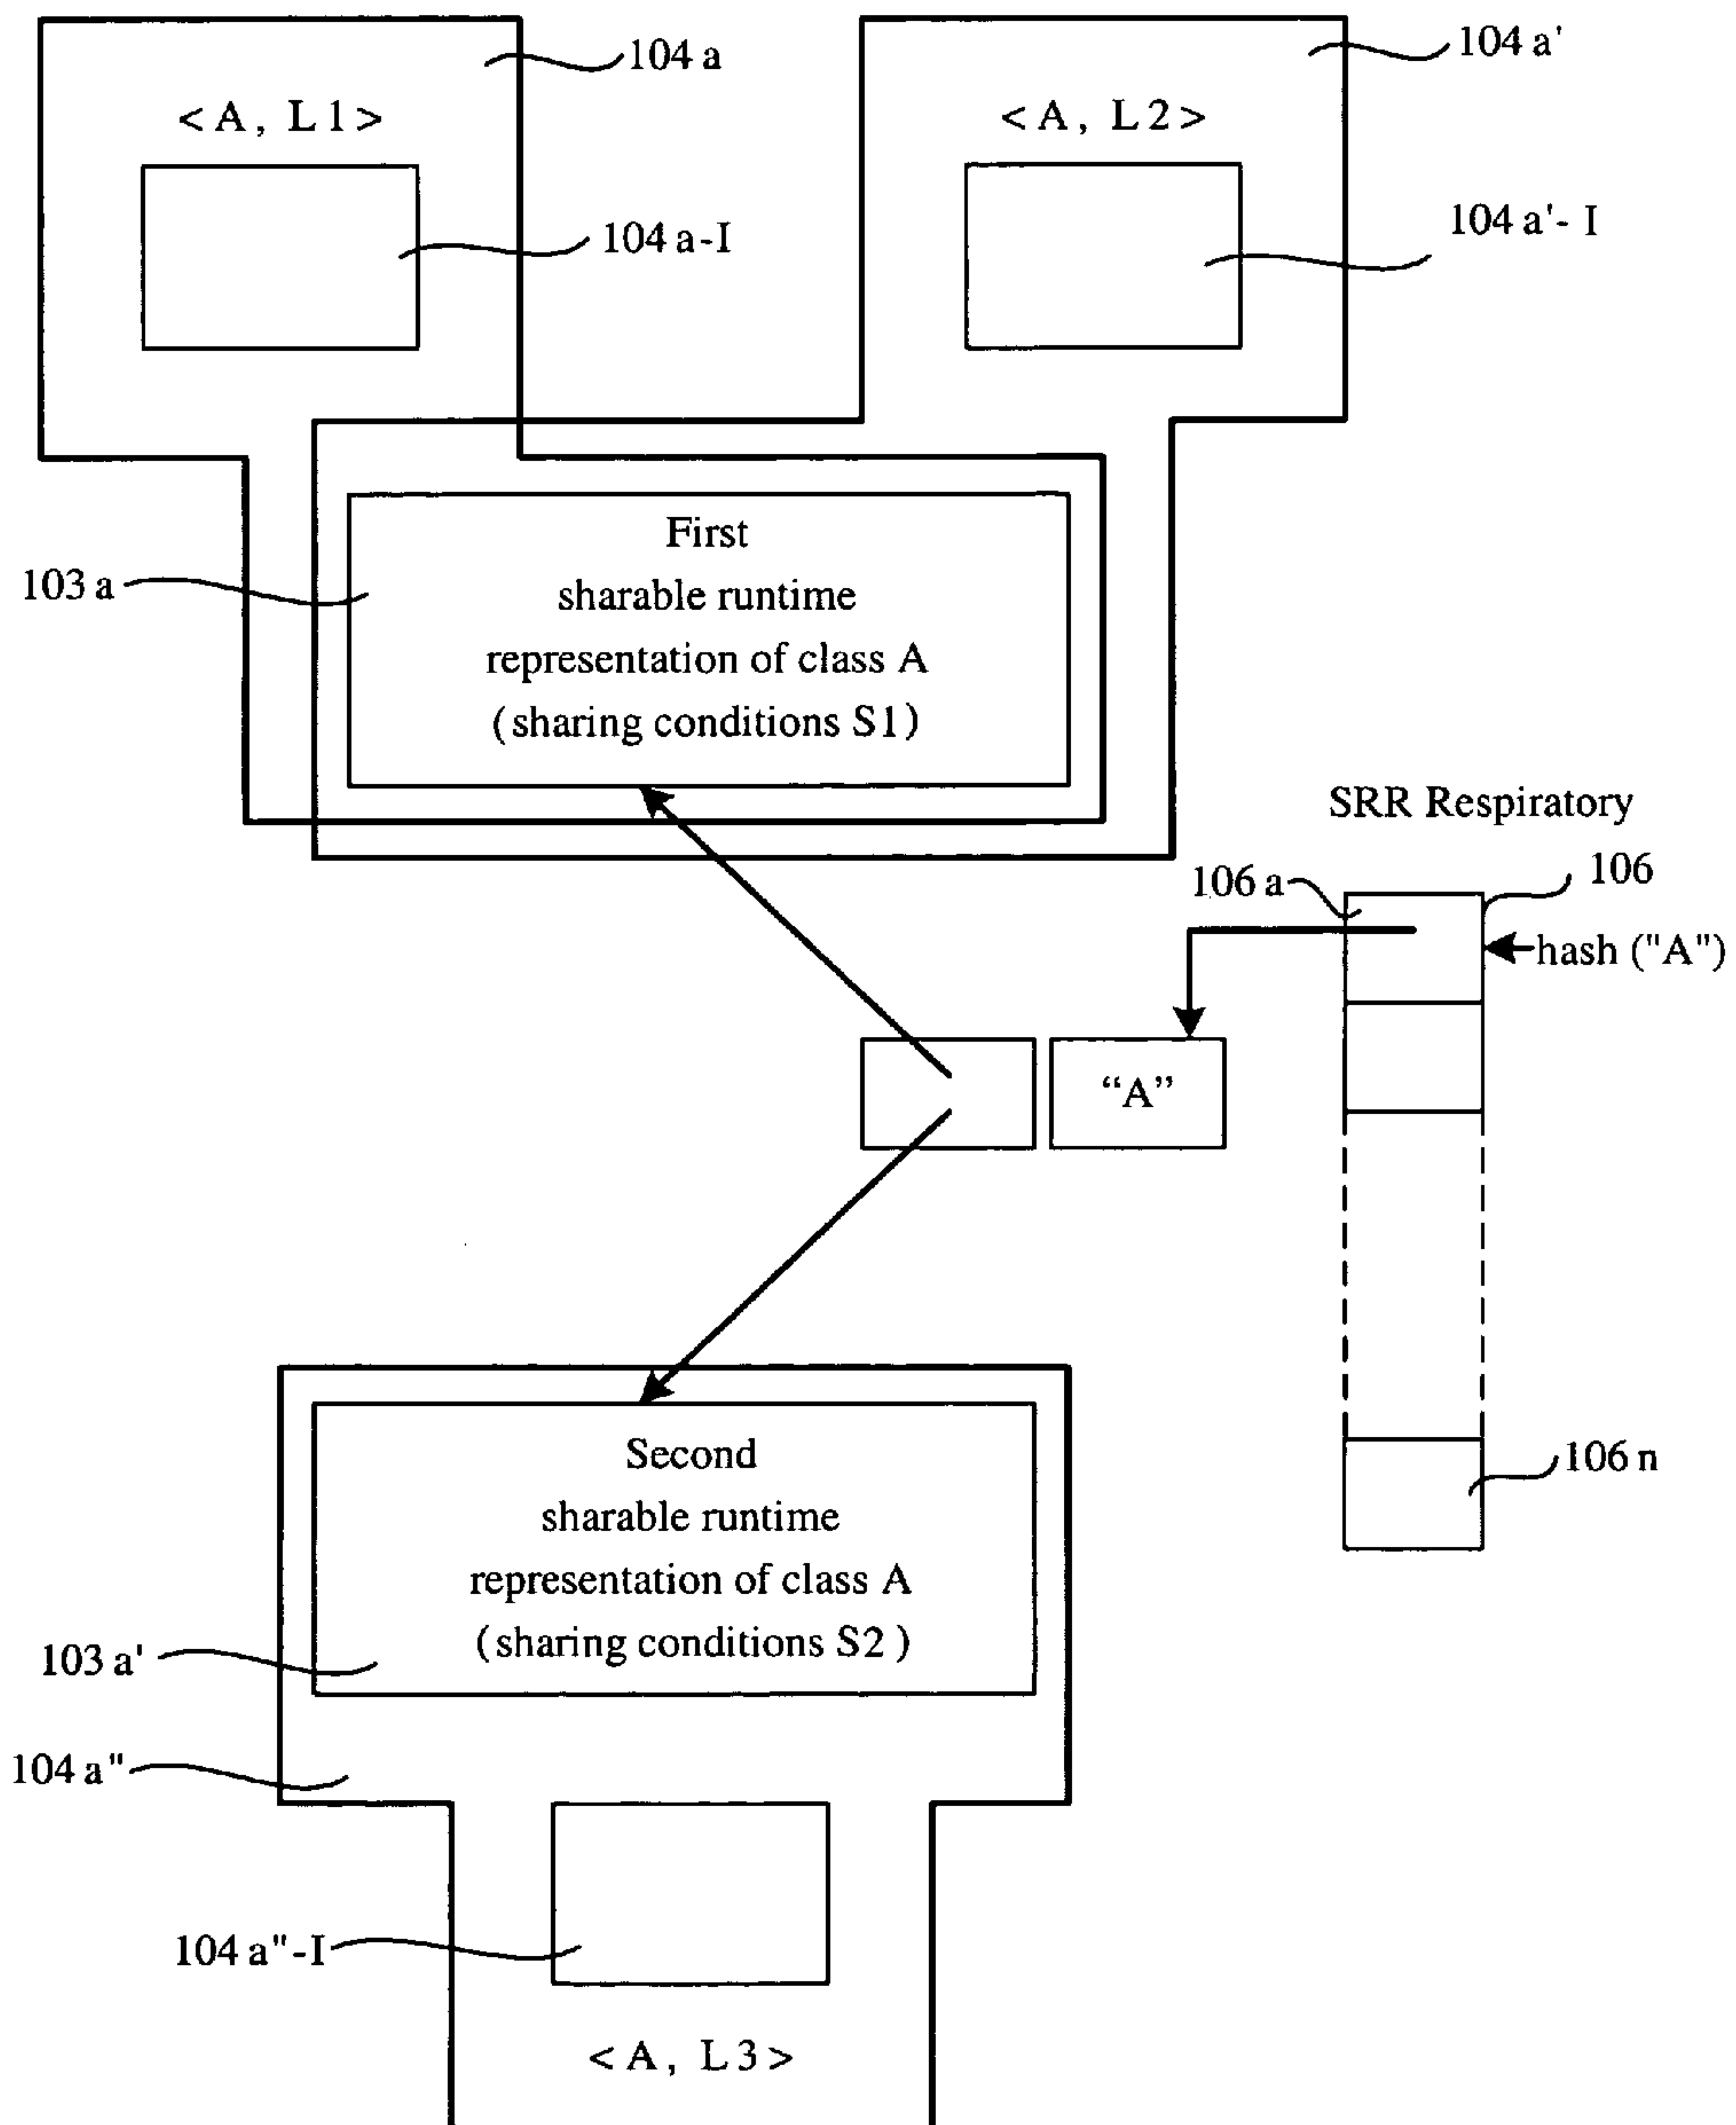 104 a
104 a'
< A , L 1 >
< A , L 2 >
104 a-I
104 a'- I
First
103 a
sharable runtime
representation of class A
(sharing conditions S1)
SRR Respiratory
106 a
106
hash ("A")
“A”
Second
106 n
sharable runtime
representation of class A
(sharing conditions S2 )
103 a'
104 a"
104 a"-I
< A , L 3 >